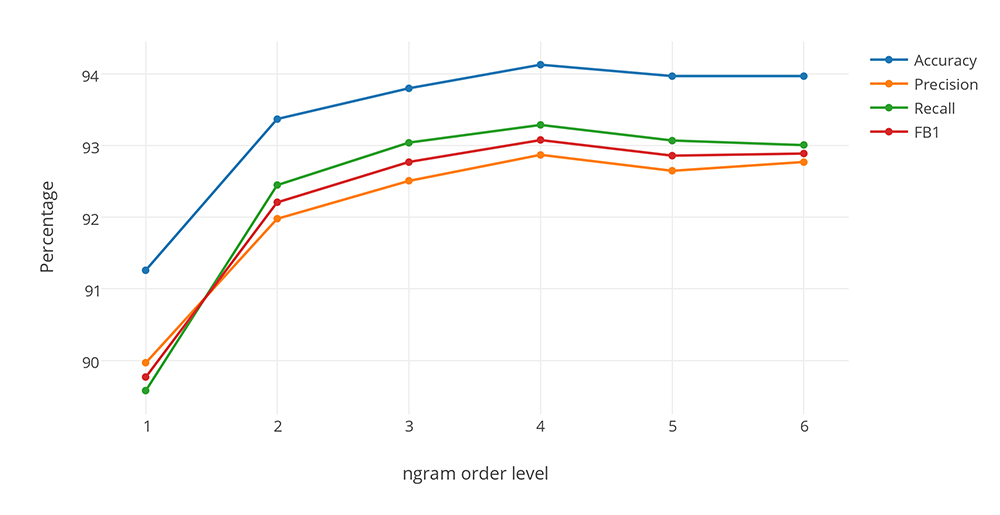 94
93
92
91
90
Percentage
1 2 3 4 5 6
ngram order level
Accuracy
Precision
Recall
FB1